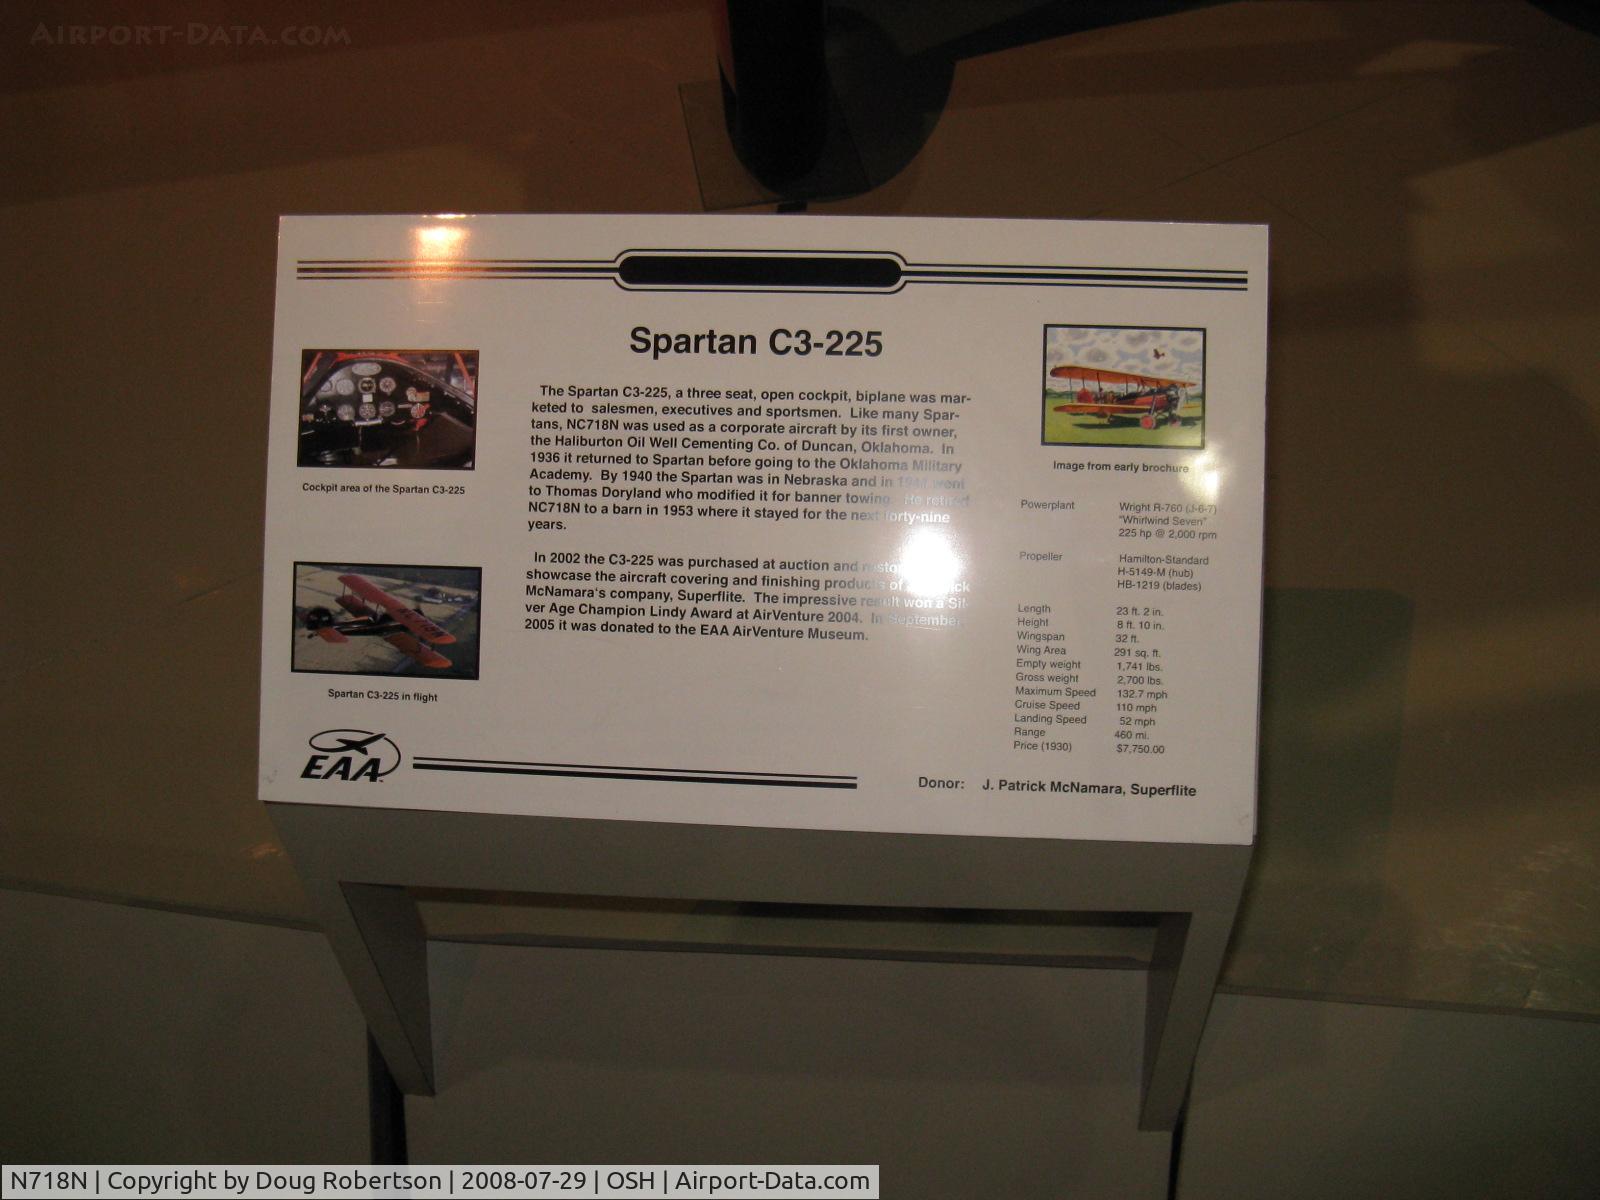 AIRPORT-DATA.COM
Spartan C3-225
The Spartan C3-225, a three seat, open cockpit, biplane was mar-
keted to salesmen, executives and sportsmen. Like many Spar-
tans, NC718N was used as a corporate aircraft by its first owner,
the Haliburton Oil Well Cementing Co. of Duncan, Oklahoma. In
1936 it returned to Spartan before going to the Oklahoma Military
Academy. By 1940 the Spartan was in Nebraska and in went
to Thomas Doryland who modified it for banner towing. He retired
NC718N to a barn in 1953 where it stayed for the next forty-nine
years.
In 2002 the C3-225 was purchased at auction and
showcase the aircraft covering and finishing products of
McNamara's company, Superflite. The impressive result won a Sil-
ver Age Champion Lindy Award at AirVenture 2004. In September
2005 it was donated to the EAA AirVenture Museum.
Cockpit area of the Spartan C3-225
Spartan C3-225 in flight
Image from early brochure
Powerplant Wright R-760 (J-6-7)
"Whirlwind Seven"
225 hp @ 2,000 rpm
Propeller Hamilton-Standard
H-5149-M (hub)
HB-1219 (blades)
Length 23 ft. 2 in.
Height 8 ft. 10 in.
Wingspan 32 ft.
Wing Area 291 sq. ft.
Empty weight 1,741 lbs.
Gross weight 2,700 lbs.
Maximum Speed 132.7 mph
Cruise Speed 110 mph
Landing Speed 52 mph
Range 460 mi.
Price (1930) $7,750.00
EAA
Donor: J. Patrick McNamara, Superflite
N718N | Copyright by Doug Robertson | 2008-07-29 | OSH | Airport-Data.com